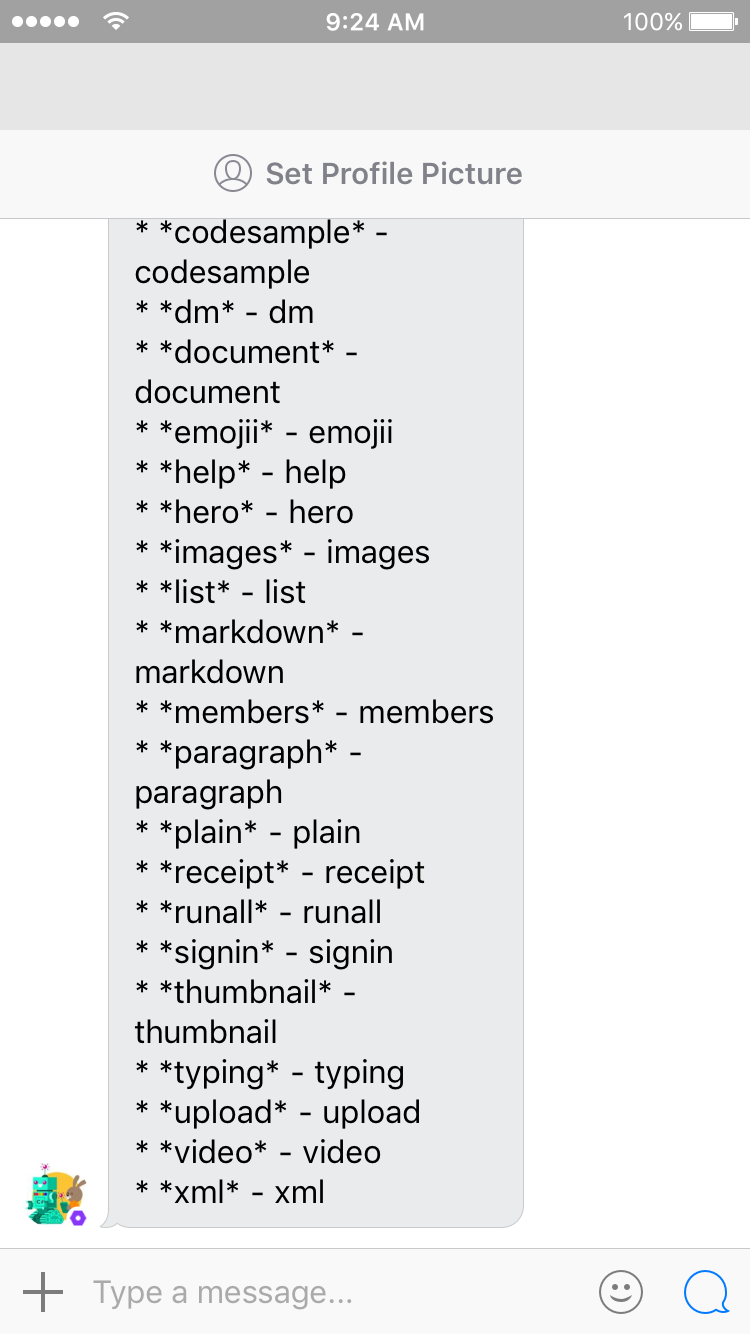 9:24 AM 100%
Set Profile Picture
* *codesample* -
codesample
* *dm* - dm
* *document* -
document
* *emojii* - emojii
* *help* - help
* *hero* - hero
* *images* - images
* *list* - list
* *markdown* -
markdown
* *members* - members
* *paragraph* -
paragraph
* *plain* - plain
* *receipt* - receipt
* *runall* - runall
* *signin* - signin
* *thumbnail* -
thumbnail
* *typing* - typing
* *upload* - upload
* *video* - video
* *xml* - xml
Type a message...